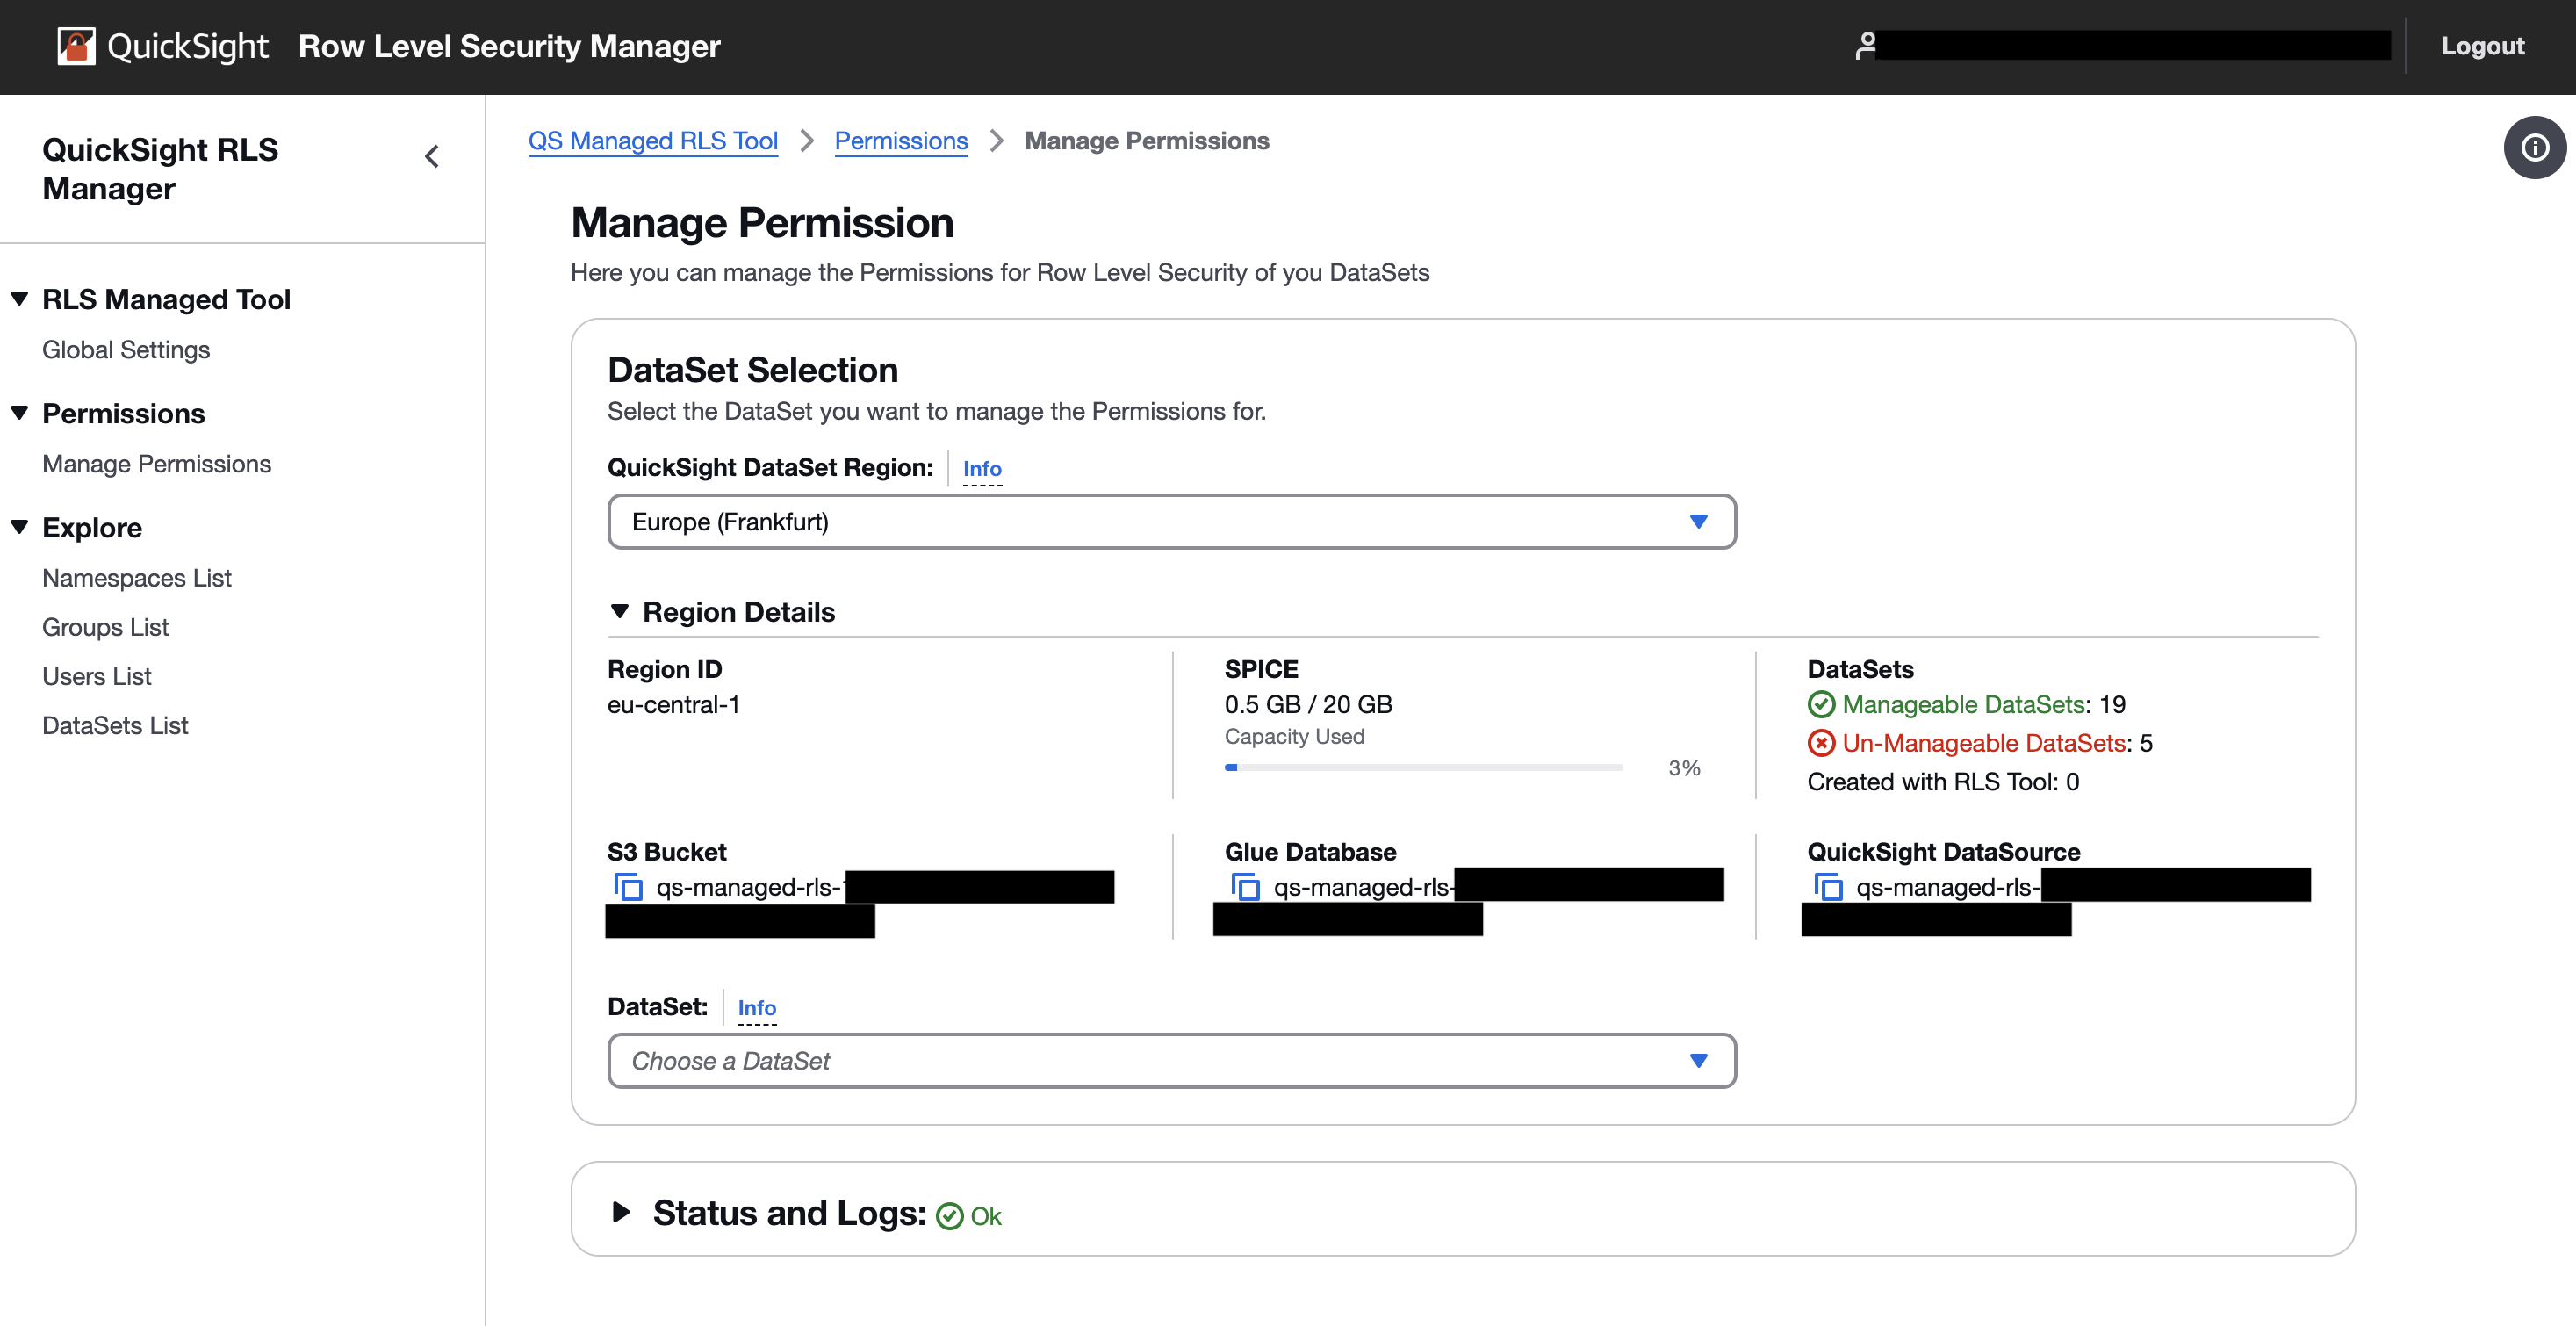 QuickSight Row Level Security Manager
Logout
QuickSight RLS
Manager
RLS Managed Tool
Global Settings
Permissions
Manage Permissions
Explore
Namespaces List
Groups List
Users List
DataSets List
QS Managed RLS Tool > Permissions > Manage Permissions
Manage Permission
Here you can manage the Permissions for Row Level Security of you DataSets
DataSet Selection
Select the DataSet you want to manage the Permissions for.
QuickSight DataSet Region: Info
Europe (Frankfurt)
Region Details
Region ID
eu-central-1
SPICE
0.5 GB / 20 GB
Capacity Used
3%
DataSets
Manageable DataSets: 19
Un-Manageable DataSets: 5
Created with RLS Tool: 0
S3 Bucket
qs-managed-rls-
Glue Database
qs-managed-rls-
QuickSight DataSource
qs-managed-rls-
DataSet: Info
Choose a DataSet
Status and Logs: Ok